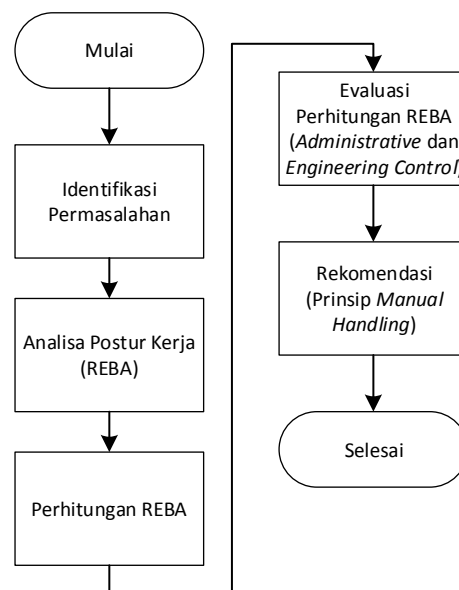 Mulai
Identifikasi
Permasalahan
Analisa Postur Kerja
(REBA)
Perhitungan REBA
Evaluasi
Perhitungan REBA
(Administrative dan
Engineering Control)
Rekomendasi
(Prinsip Manual
Handling)
Selesai